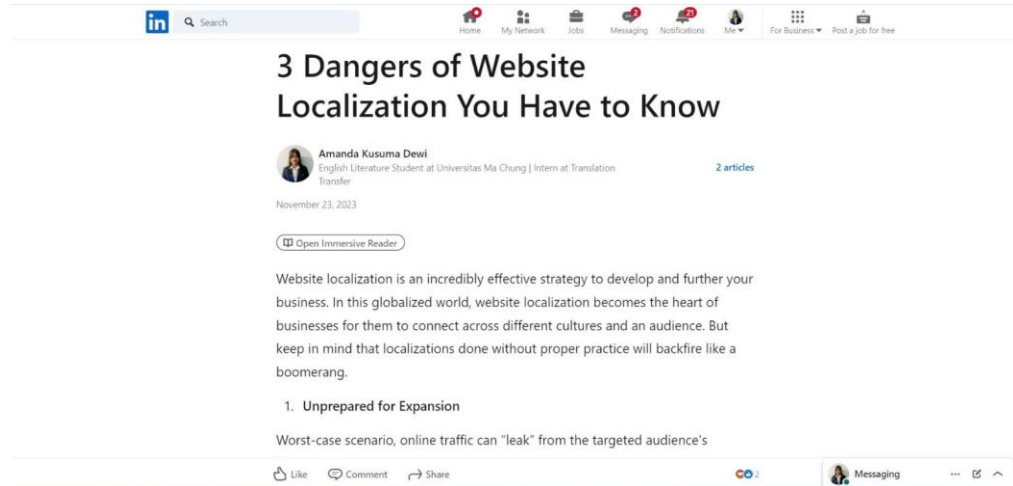 in Search
2
21
Home My Network Jobs Messaging Notifications Me For Business Post a job for free
3 Dangers of Website
Localization You Have to Know
Amanda Kusuma Dewi
English Literature Student at Universitas Ma Chung | Intern at Translation
Transfer
2 articles
November 23, 2023
Open Immersive Reader
Website localization is an incredibly effective strategy to develop and further your
business. In this globalized world, website localization becomes the heart of
businesses for them to connect across different cultures and an audience. But
keep in mind that localizations done without proper practice will backfire like a
boomerang.
1. Unprepared for Expansion
Worst-case scenario, online traffic can "leak" from the targeted audience's
Like Comment Share 2 Messaging